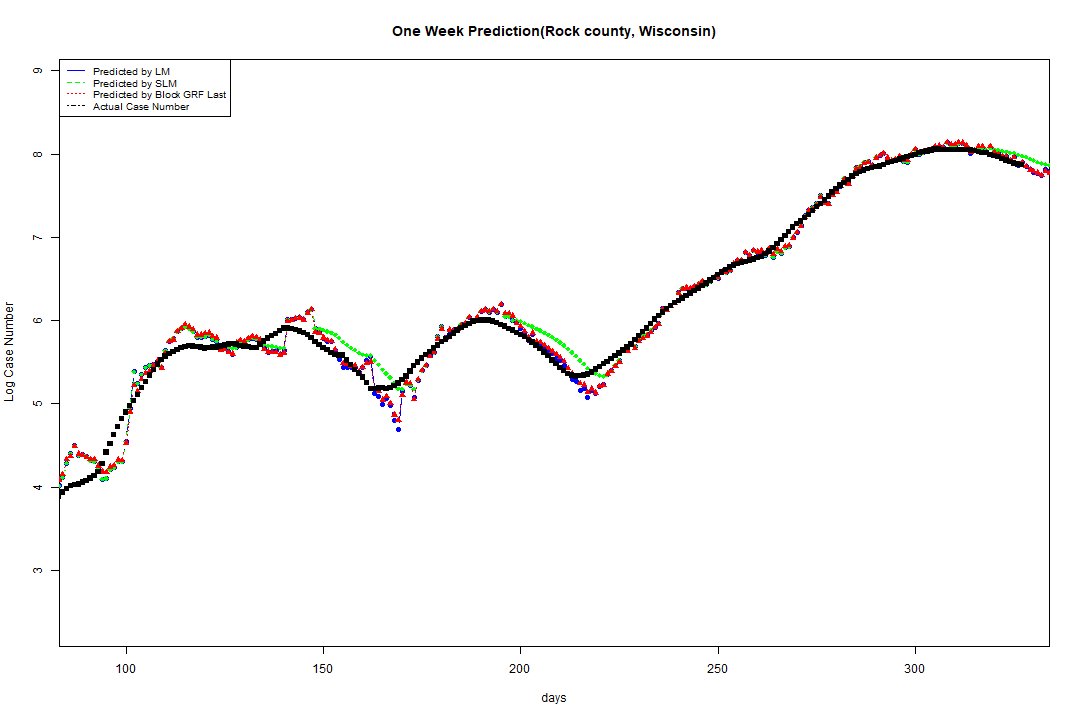 One Week Prediction(Rock county, Wisconsin)
Predicted by LM
Predicted by SLM
Predicted by Block GRF Last
Actual Case Number
9
8
7
6
5
4
3
Log Case Number
100 150 200 250 300
days